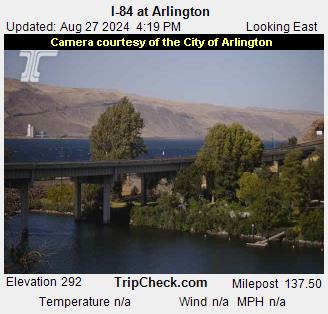 I-84 at Arlington
Updated: Aug 27 2024 4:19 PM Looking East
Camera courtesy of the City of Arlington
Elevation 292 TripCheck.com Milepost 137.50
Temperature n/a Wind n/a MPH n/a